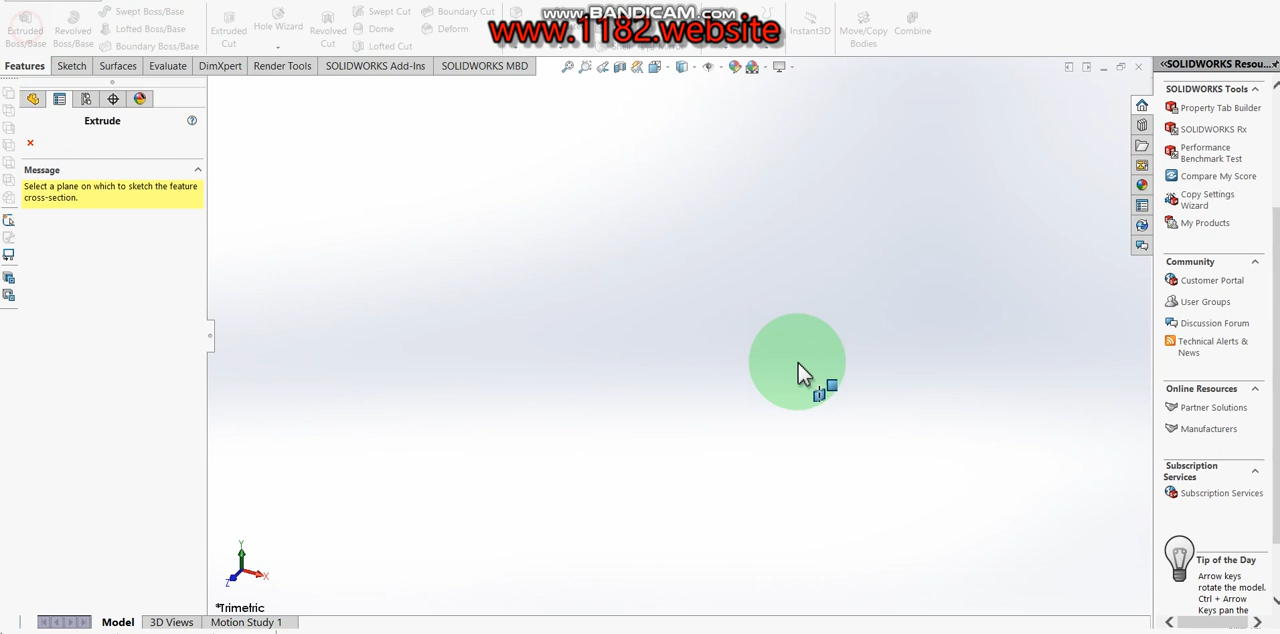 www.BANDICAM.com
www.1182.website
Extruded
Boss/Base
Revolved
Boss/Base
Swept Boss/Base
Lofted Boss/Base
Boundary Boss/Base
Extruded
Cut
Hole Wizard
Revolved
Cut
Swept Cut
Dome
Lofted Cut
Boundary Cut
Deform
Instant3D
Move/Copy
Bodies
Combine
Features
Sketch
Surfaces
Evaluate
DimXpert
Render Tools
SOLIDWORKS Add-Ins
SOLIDWORKS MBD
Extrude
Message
Select a plane on which to sketch the feature
cross-section.
SOLIDWORKS Resou...
SOLIDWORKS Tools
Property Tab Builder
SOLIDWORKS Rx
Performance
Benchmark Test
Compare My Score
Copy Settings
Wizard
My Products
Community
Customer Portal
User Groups
Discussion Forum
Technical Alerts &
News
Online Resources
Partner Solutions
Manufacturers
Subscription
Services
Subscription Services
Tip of the Day
Arrow keys
rotate the model.
Ctrl + Arrow
Keys pan the
Y
X
Z
*Trimetric
Model
3D Views
Motion Study 1